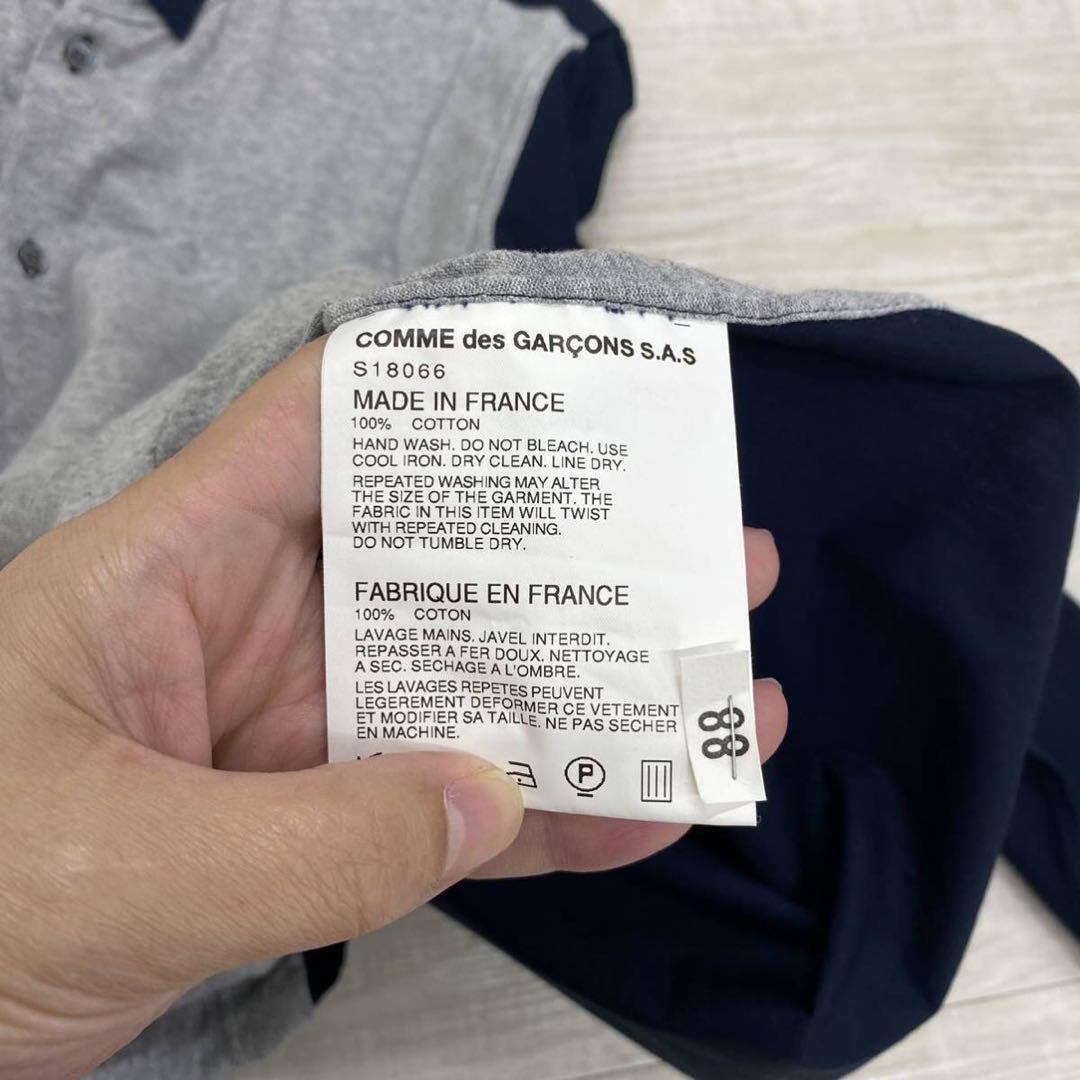 COMME des GARÇONS S.A.S
S18066
MADE IN FRANCE
100% COTTON
HAND WASH. DO NOT BLEACH. USE
COOL IRON. DRY CLEAN. LINE DRY.
REPEATED WASHING MAY ALTER
THE SIZE OF THE GARMENT. THE
FABRIC IN THIS ITEM WILL TWIST
WITH REPEATED CLEANING.
DO NOT TUMBLE DRY.
FABRIQUE EN FRANCE
100% COTON
LAVAGE MAINS. JAVEL INTERDIT.
REPASSER A FER DOUX. NETTOYAGE
A SEC. SECHAGE A L'OMBRE.
LES LAVAGES REPETES PEUVENT
LEGEREMENT DEFORMER CE VETEMENT
ET MODIFIER SA TAILLE. NE PAS SECHER
EN MACHINE.
P
88